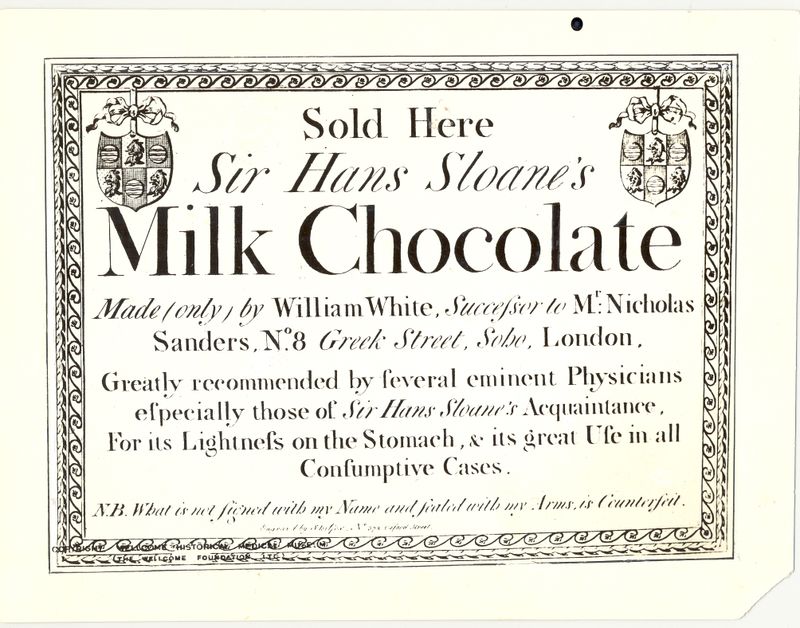 Sold Here
Sir Hans Sloane's
Milk Chocolate
Made (only) by William White, Succeſsor to Mr. Nicholas
Sanders, No. 8 Greek Street, Soho, London,
Greatly recommended by ſeveral eminent Physicians
eſpecially those of Sir Hans Sloane's Acquaintance,
For its Lightneſs on the Stomach, & its great Uſe in all
Conſumptive Cases.
N.B. What is not ſigned with my Name and ſealed with my Arms, is Counterfeit.
COPYRIGHT. WELLCOME HISTORICAL MEDICAL MUSEUM
(THE WELLCOME FOUNDATION LTD)